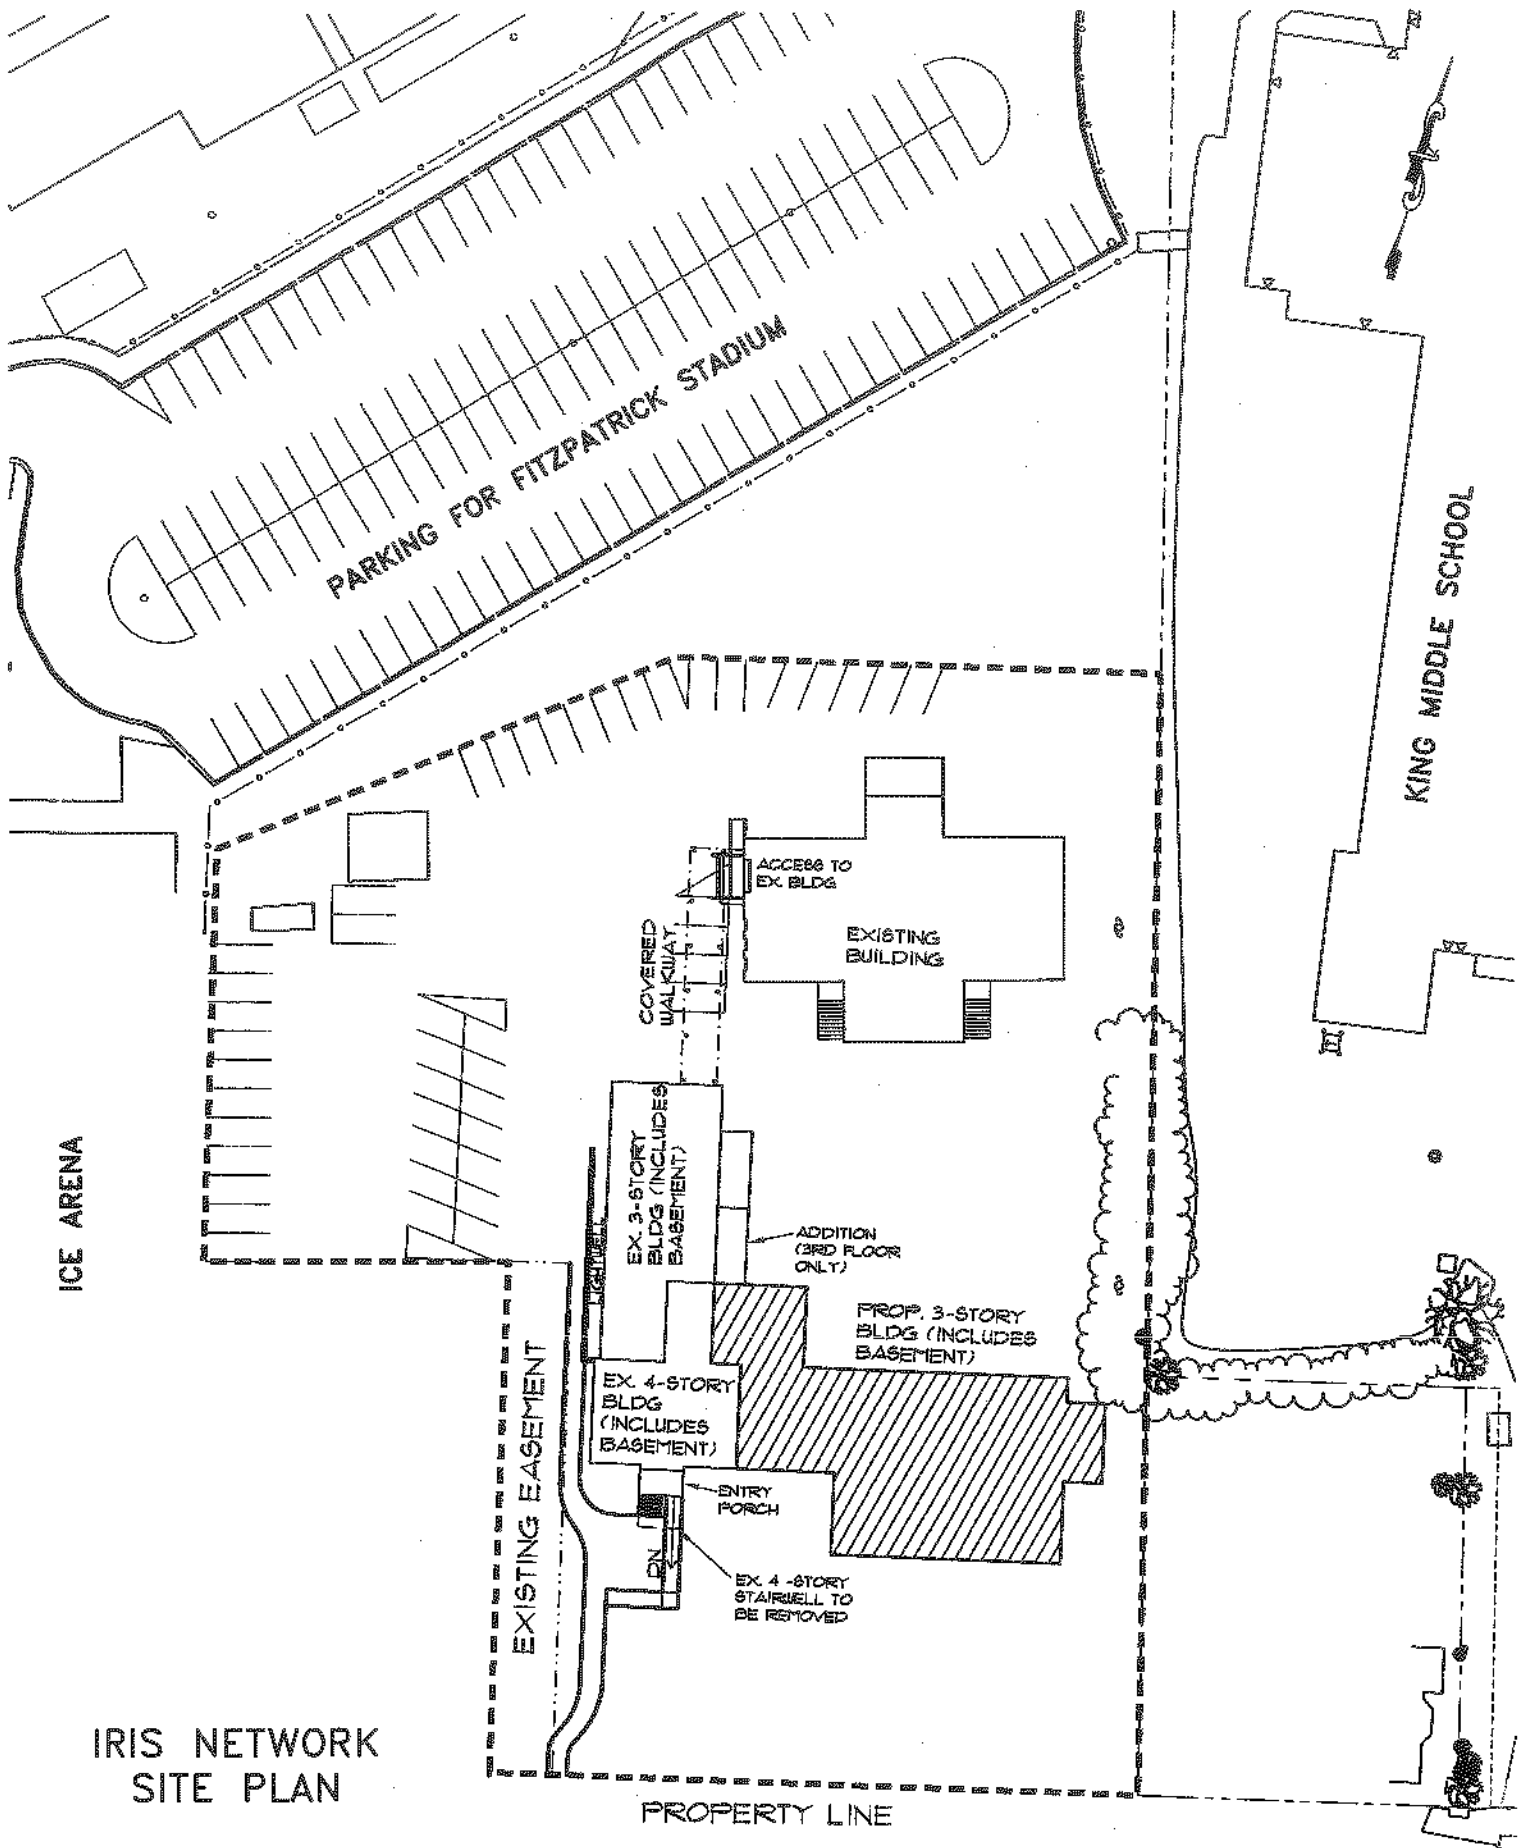 PARKING FOR FITZPATRICK STADIUM
KING MIDDLE SCHOOL
ACCESS TO
EX. BLDG
EXISTING
BUILDING
COVERED
WALKWAY
EX. 3-STORY
BLDG (INCLUDES
BASEMENT)
ICE ARENA
LIGHTWELL
ADDITION
(3RD FLOOR
ONLY)
PROP. 3-STORY
BLDG (INCLUDES
BASEMENT)
EX. 4-STORY
BLDG
(INCLUDES
BASEMENT)
EXISTING EASEMENT
ENTRY
PORCH
DN
EX. 4 -STORY
STAIRWELL TO
BE REMOVED
IRIS NETWORK
SITE PLAN
PROPERTY LINE